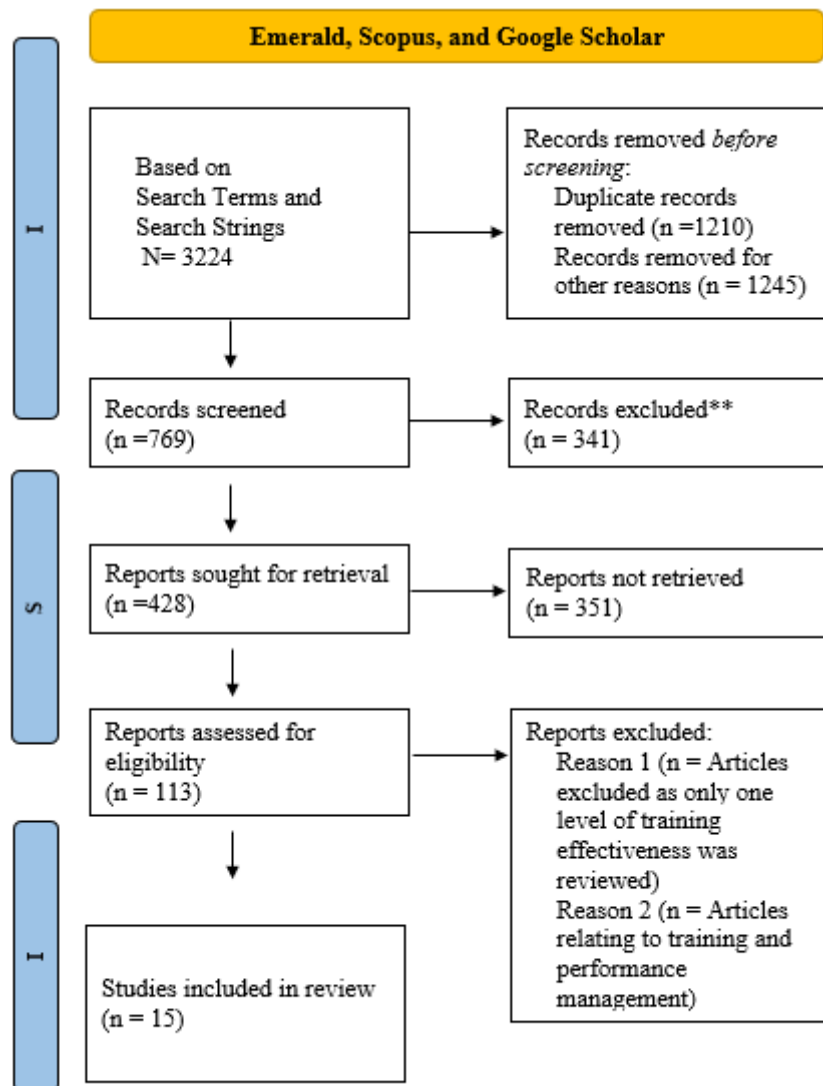 Emerald, Scopus, and Google Scholar
I
Based on
Search Terms and
Search Strings
N= 3224
Records removed before
screening:
Duplicate records
removed (n =1210)
Records removed for
other reasons (n = 1245)
Records screened
(n =769)
Records excluded**
(n = 341)
S
Reports sought for retrieval
(n =428)
Reports not retrieved
(n = 351)
Reports assessed for
eligibility
(n = 113)
Reports excluded:
Reason 1 (n = Articles
excluded as only one
level of training
effectiveness was
reviewed)
Reason 2 (n = Articles
relating to training and
performance
management)
I
Studies included in review
(n = 15)